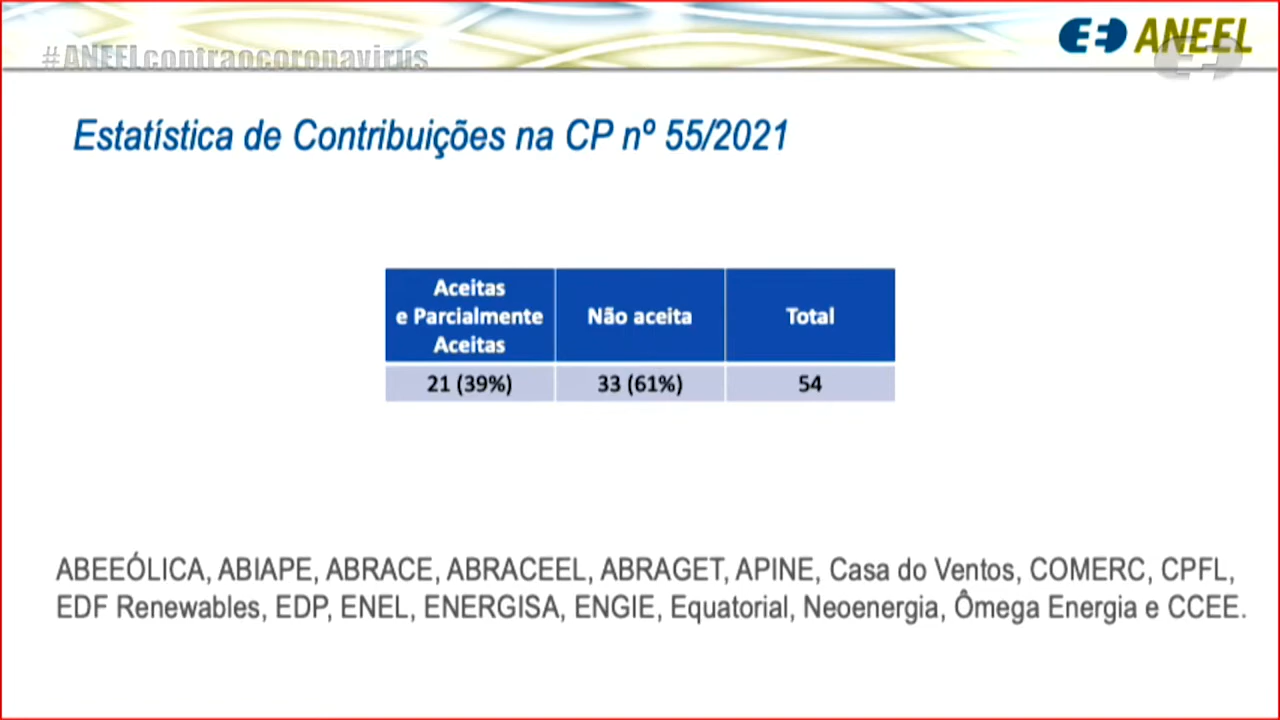 #ANEELcontraocoronavirus
ANEEL
Estatística de Contribuições na CP nº 55/2021
Aceitas
e Parcialmente
Aceitas
Não aceita
Total
21 (39%)
33 (61%)
54
ABEEÓLICA, ABIAPE, ABRACE, ABRACEEL, ABRAGET, APINE, Casa do Ventos, COMERC, CPFL,
EDF Renewables, EDP, ENEL, ENERGISA, ENGIE, Equatorial, Neoenergia, Ômega Energia e CCEE.